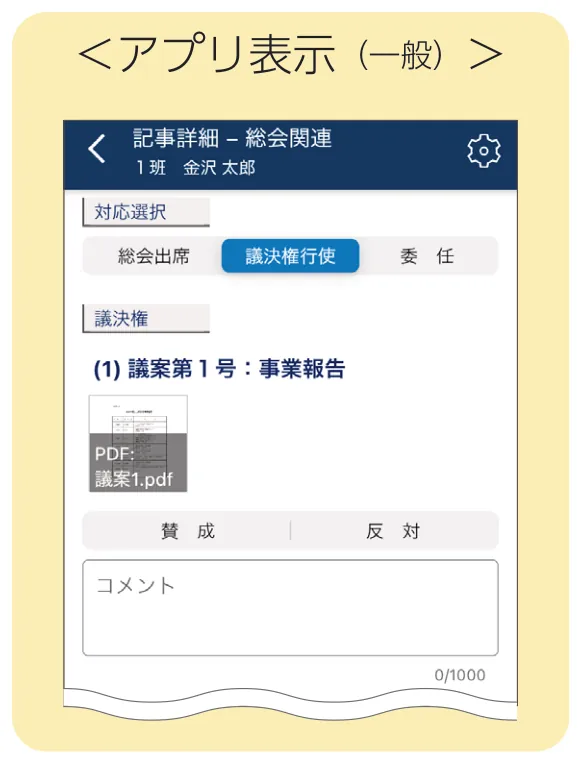 ＜アプリ表示（一般）＞
記事詳細 – 総会関連
１班　金沢 太郎
対応選択
総会出席　議決権行使　委　任
議決権
(1) 議案第１号：事業報告
PDF:
議案1.pdf
賛　成　反　対
コメント
0/1000